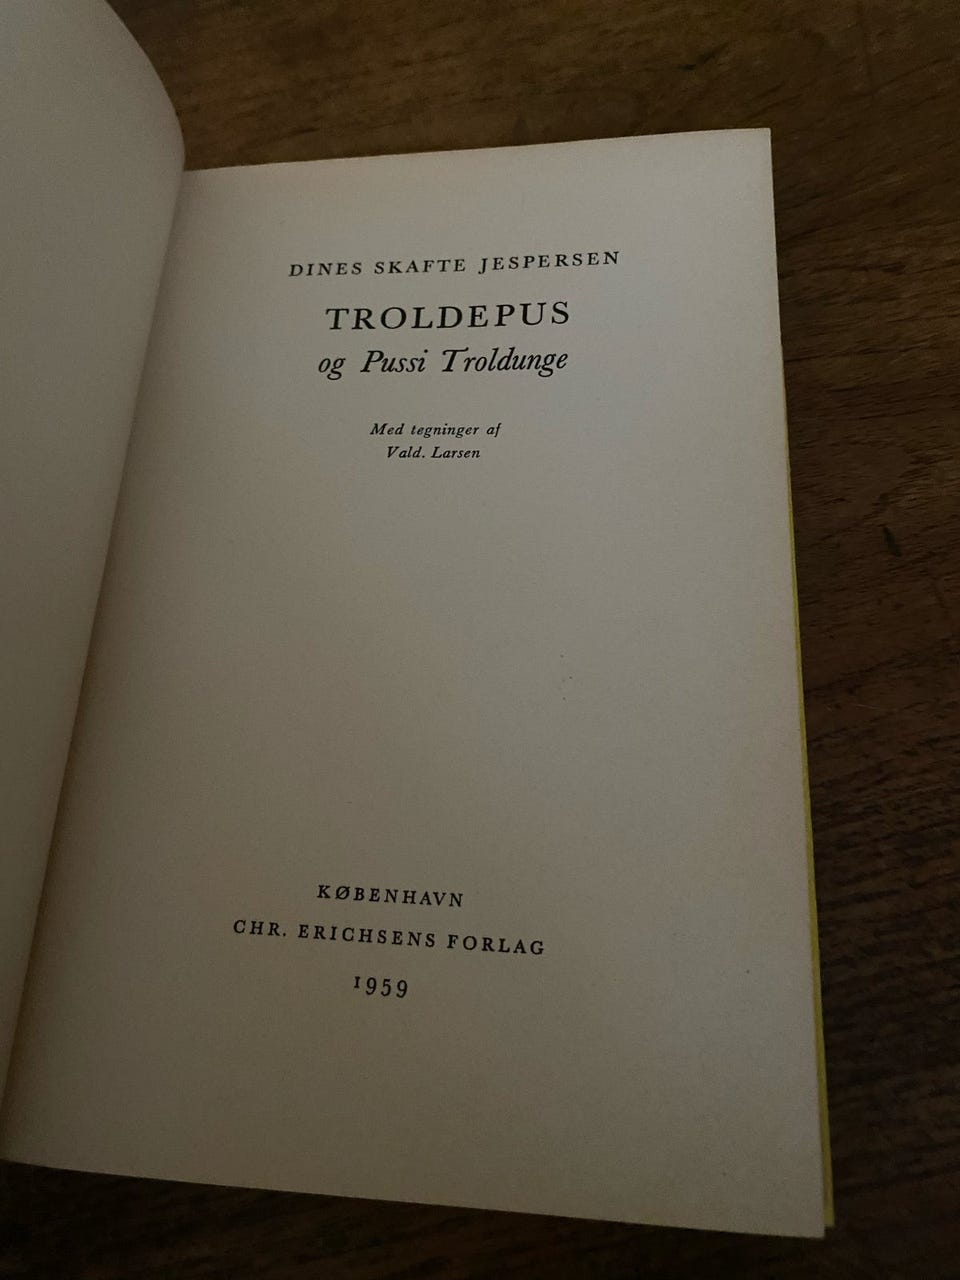 DINES SKAFTE JESPERSEN
TROLDEPUS
og Pussi Troldunge
Med tegninger af
Vald. Larsen
KØBENHAVN
CHR. ERICHSENS FORLAG
1959